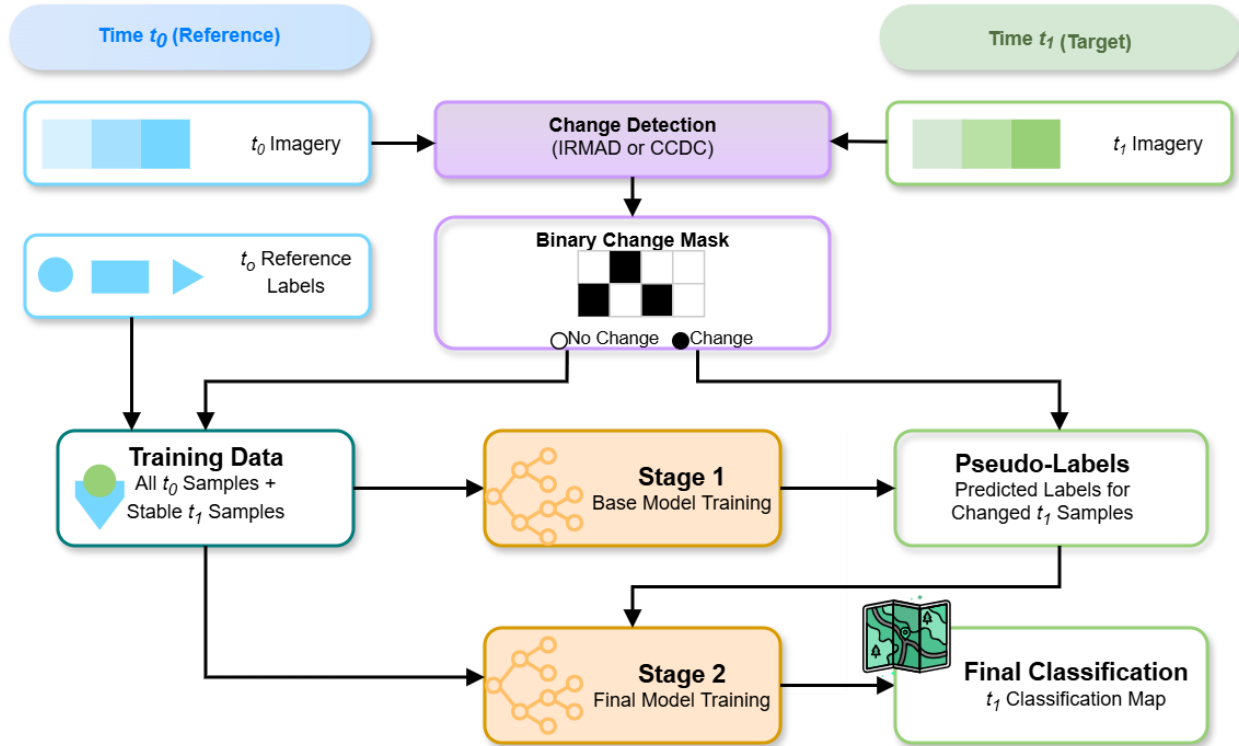 Time t0 (Reference)
Time t1 (Target)
t0 Imagery
Change Detection
(IRMAD or CCDC)
t1 Imagery
to Reference
Labels
Binary Change Mask
No Change
Change
Training Data
All t0 Samples +
Stable t1 Samples
Stage 1
Base Model Training
Pseudo-Labels
Predicted Labels for
Changed t1 Samples
Stage 2
Final Model Training
Final Classification
t1 Classification Map